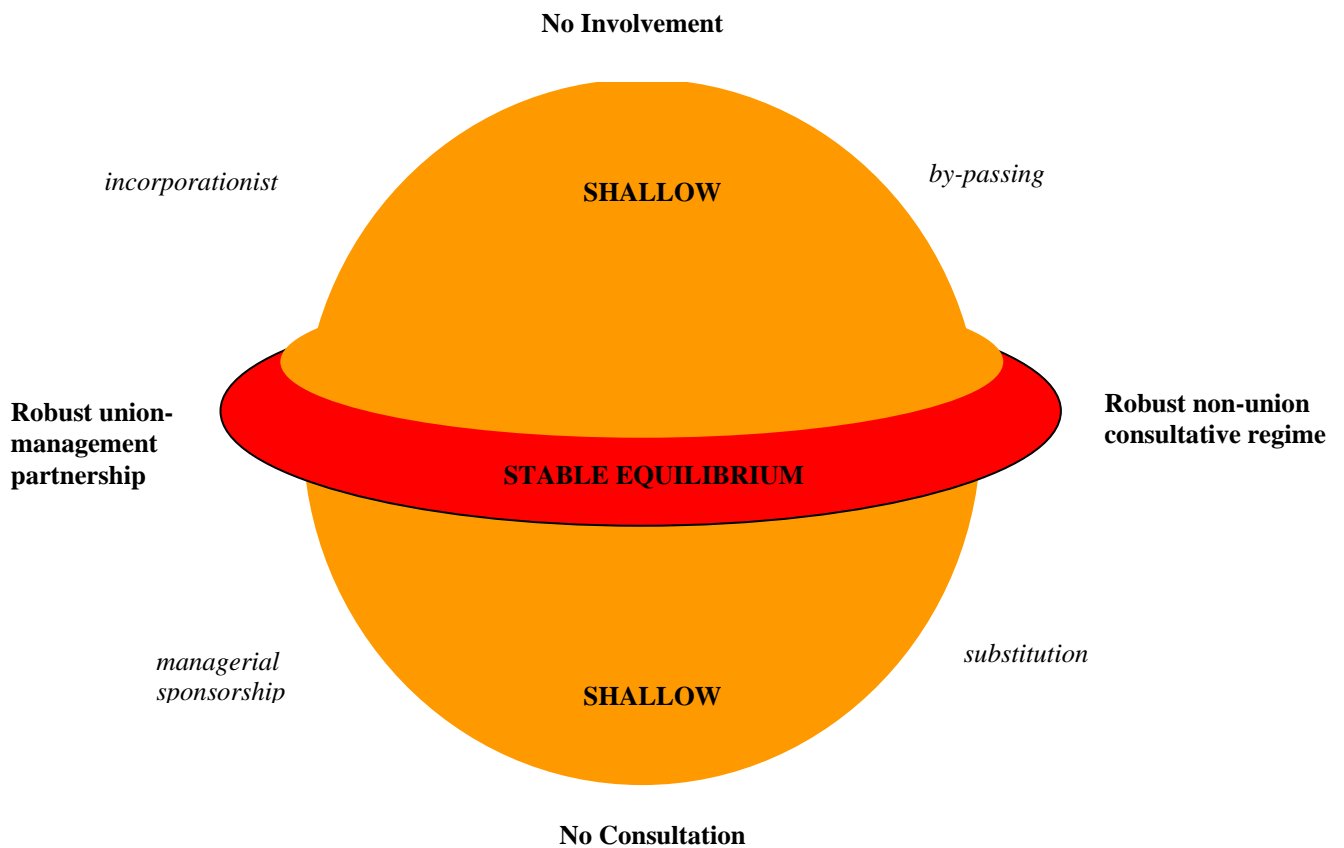 No Involvement
incorporationist
by-passing
SHALLOW
Robust union-
management
partnership
Robust non-union
consultative regime
STABLE EQUILIBRIUM
managerial
sponsorship
substitution
SHALLOW
No Consultation